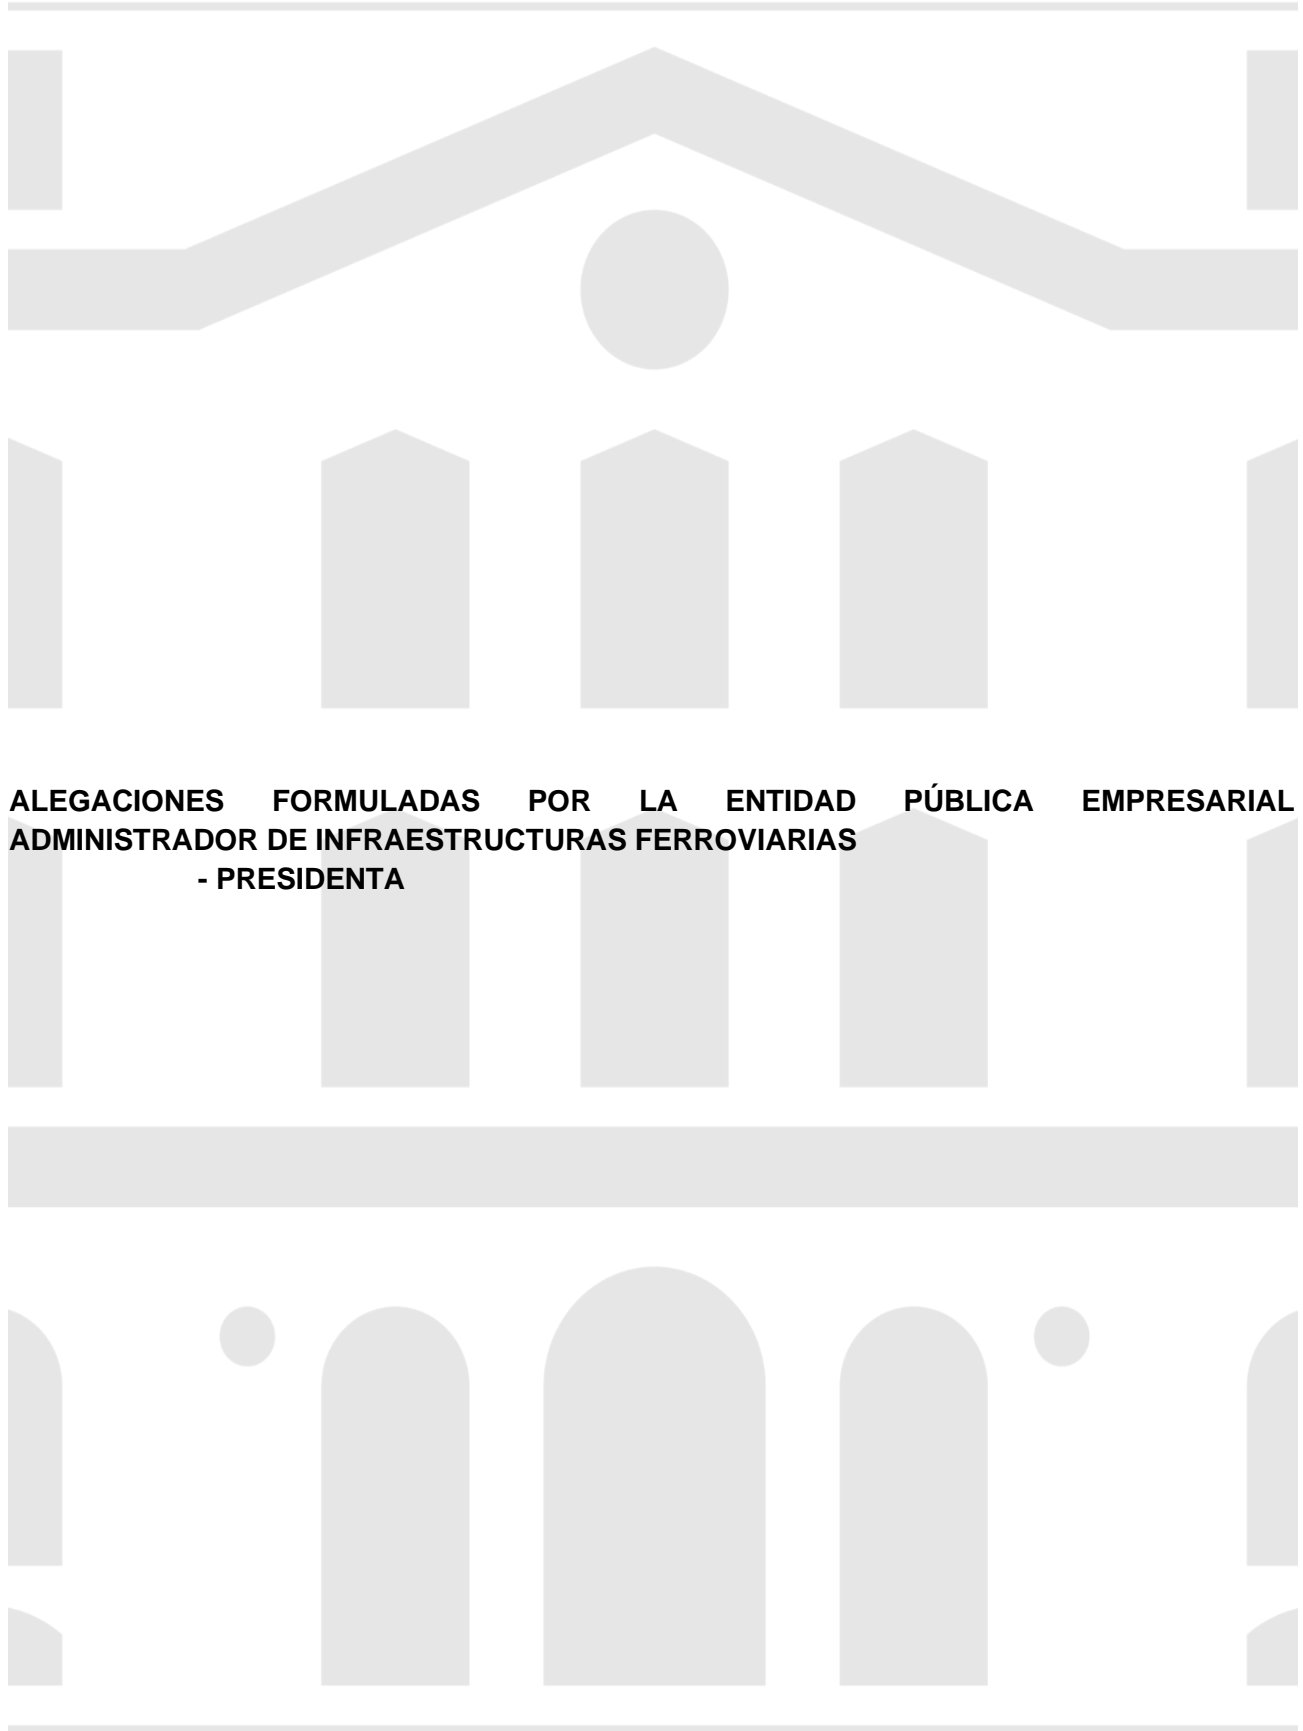 ALEGACIONES FORMULADAS POR LA ENTIDAD PÚBLICA EMPRESARIAL
ADMINISTRADOR DE INFRAESTRUCTURAS FERROVIARIAS
- PRESIDENTA